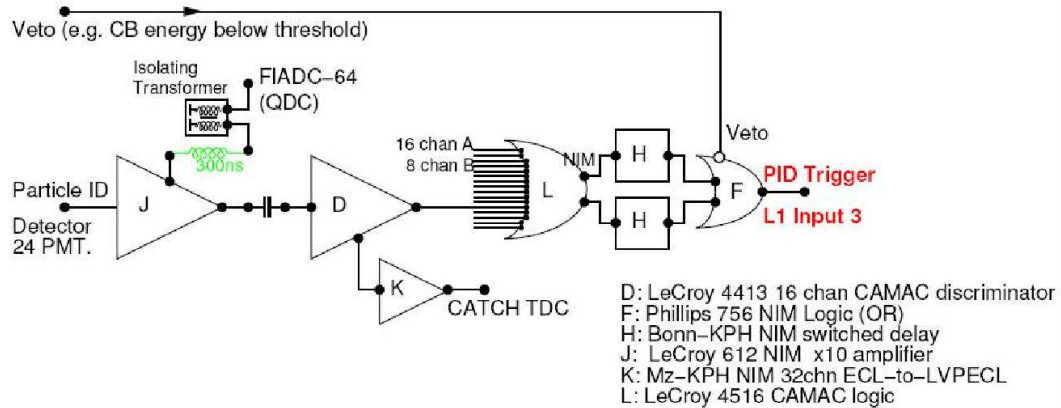 Veto (e.g. CB energy below threshold)
Isolating
Transformer
FIADC-64
(QDC)
300ns
16 chan A
8 chan B
NIM
H
Veto
Particle ID
J
D
L
F
PID Trigger
Detector
24 PMT.
H
L1 Input 3
K
CATCH TDC
D: LeCroy 4413 16 chan CAMAC discriminator
F: Phillips 756 NIM Logic (OR)
H: Bonn-KPH NIM switched delay
J: LeCroy 612 NIM x10 amplifier
K: Mz-KPH NIM 32chn ECL-to-LVPECL
L: LeCroy 4516 CAMAC logic